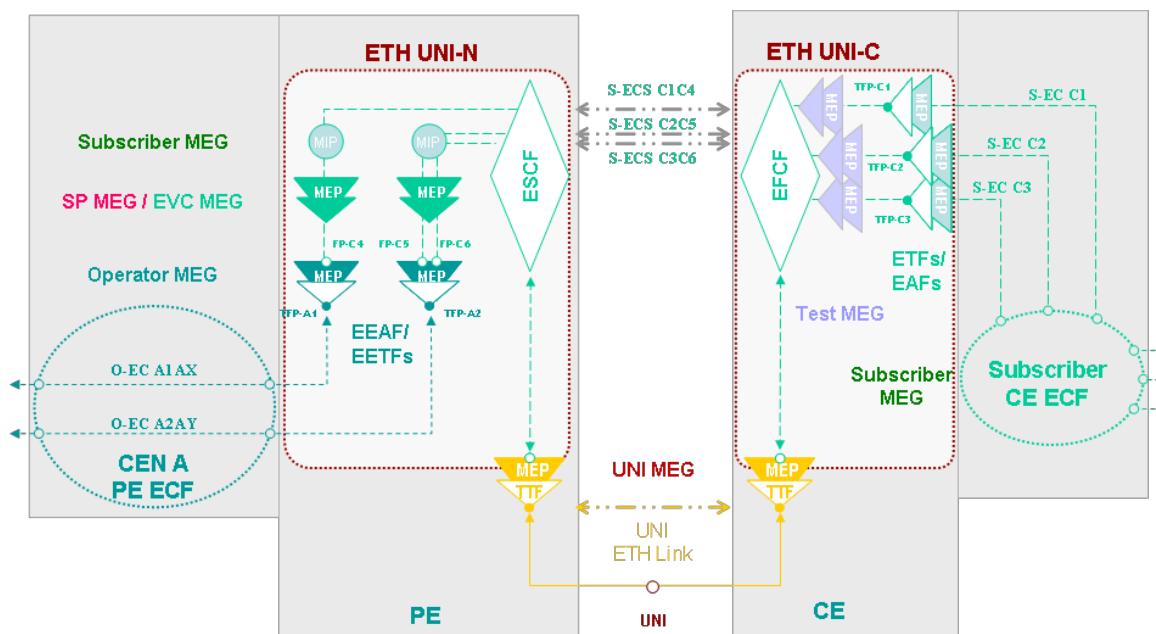 ETH UNI-N
ETH UNI-C
S-ECS C1C4
S-ECS C2C5
S-ECS C3C6
Subscriber MEG
SP MEG / EVC MEG
Operator MEG
MIP
MIP
MEP
MEP
FP-C4
FP-C5
FP-C6
MEP
MEP
TFP-A1
TFP-A2
EEAF/
EETFs
ESCF
O-EC A1AX
O-EC A2AY
CEN A
PE ECF
MEP
TTF
PE
UNI MEG
UNI
ETH Link
UNI
EFCF
MEP
MEP
MEP
TFP-C1
TFP-C2
TFP-C3
MEP
MEP
MEP
S-EC C1
S-EC C2
S-EC C3
ETFs/
EAFs
Test MEG
Subscriber
MEG
Subscriber
CE ECF
MEP
TTF
CE